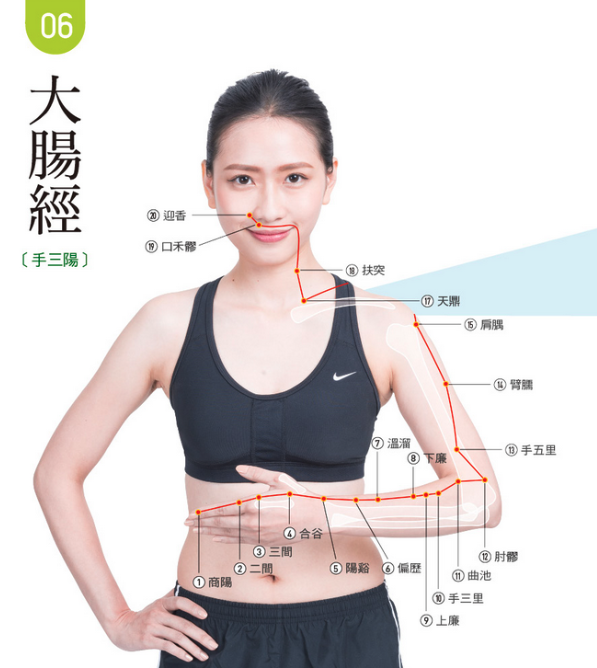 06
大腸經
〔手三陽〕
⑳ 迎香
⑲ 口禾髎
⑱ 扶突
⑰ 天鼎
⑮ 肩髃
⑭ 臂臑
⑬ 手五里
⑦ 溫溜
⑧ 下廉
④ 合谷
③ 三間
② 二間
① 商陽
⑤ 陽谿
⑥ 偏歷
⑫ 肘髎
⑪ 曲池
⑩ 手三里
⑨ 上廉